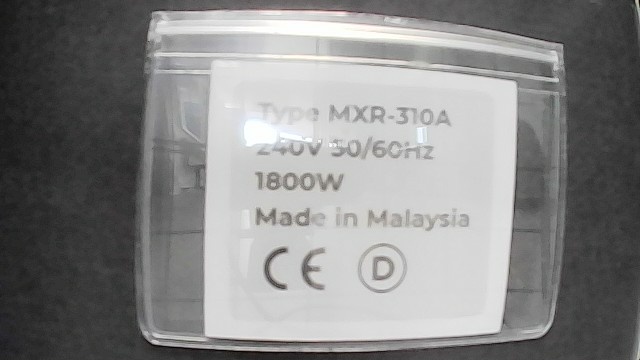 Type MXR-310A
240V 50/60Hz
1800W
Made in Malaysia
CE D